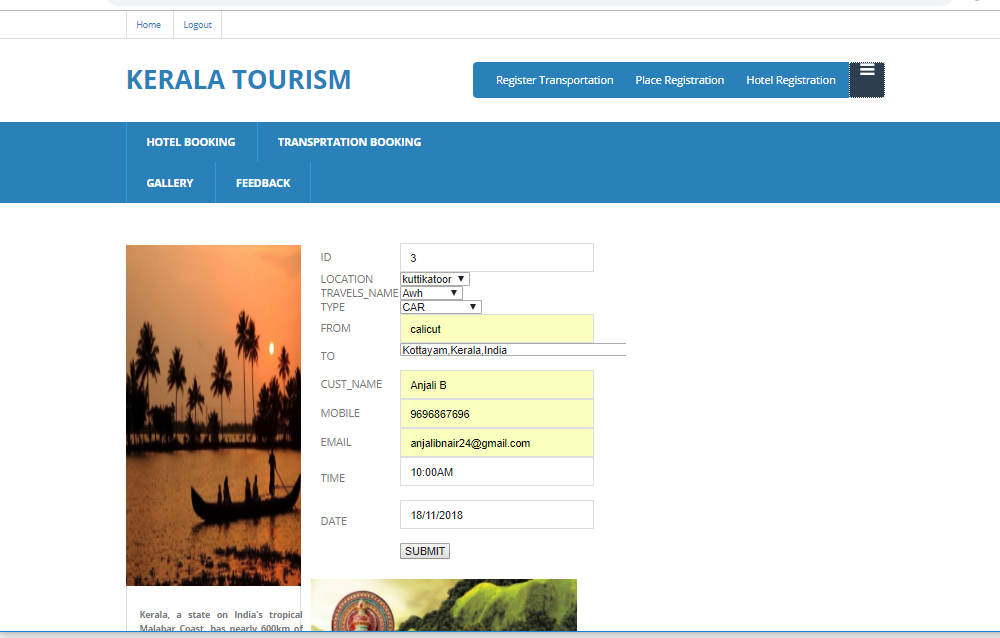 Home Logout
KERALA TOURISM
Register Transportation Place Registration Hotel Registration
HOTEL BOOKING TRANSPRTATION BOOKING
GALLERY FEEDBACK
ID 3
LOCATION kuttikatoor
TRAVELS_NAME Awh
TYPE CAR
FROM calicut
TO Kottayam,Kerala,India
CUST_NAME Anjali B
MOBILE 9696867696
EMAIL anjalibnair24@gmail.com
TIME 10:00AM
DATE 18/11/2018
SUBMIT
Kerala, a state on India's tropical
Malabar Coast, has nearly 600km of